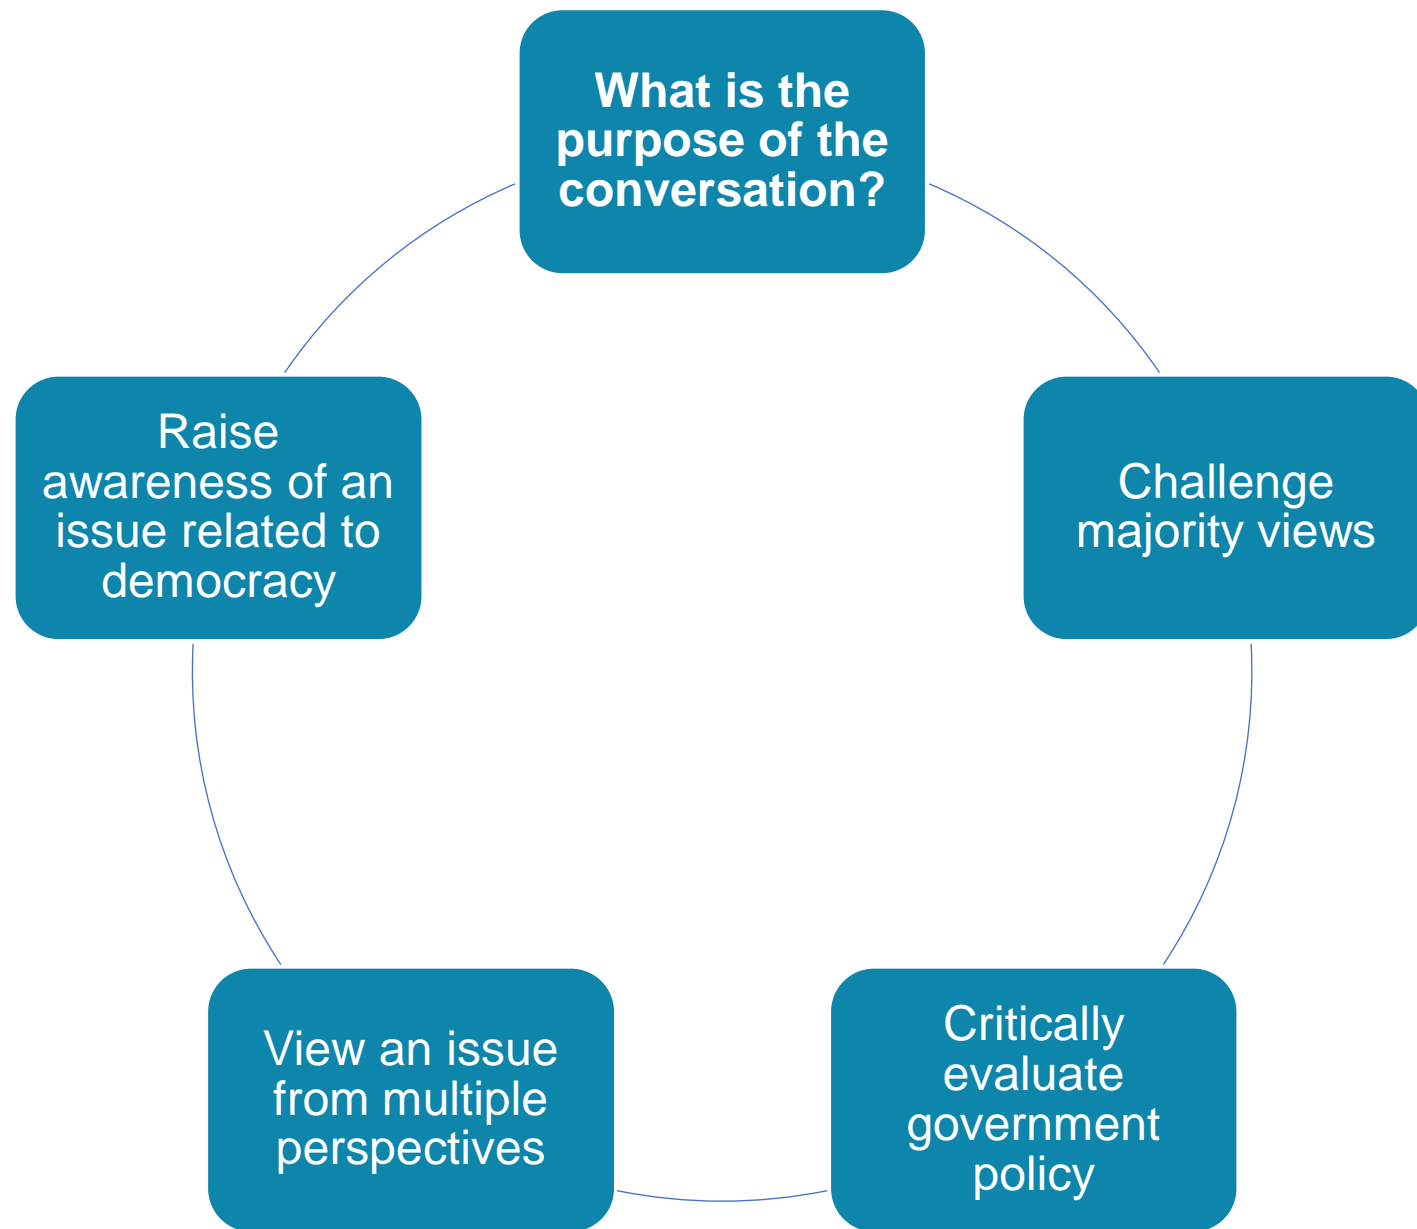 What is the
purpose of the
conversation?
Challenge
majority views
Critically
evaluate
government
policy
View an issue
from multiple
perspectives
Raise
awareness of an
issue related to
democracy